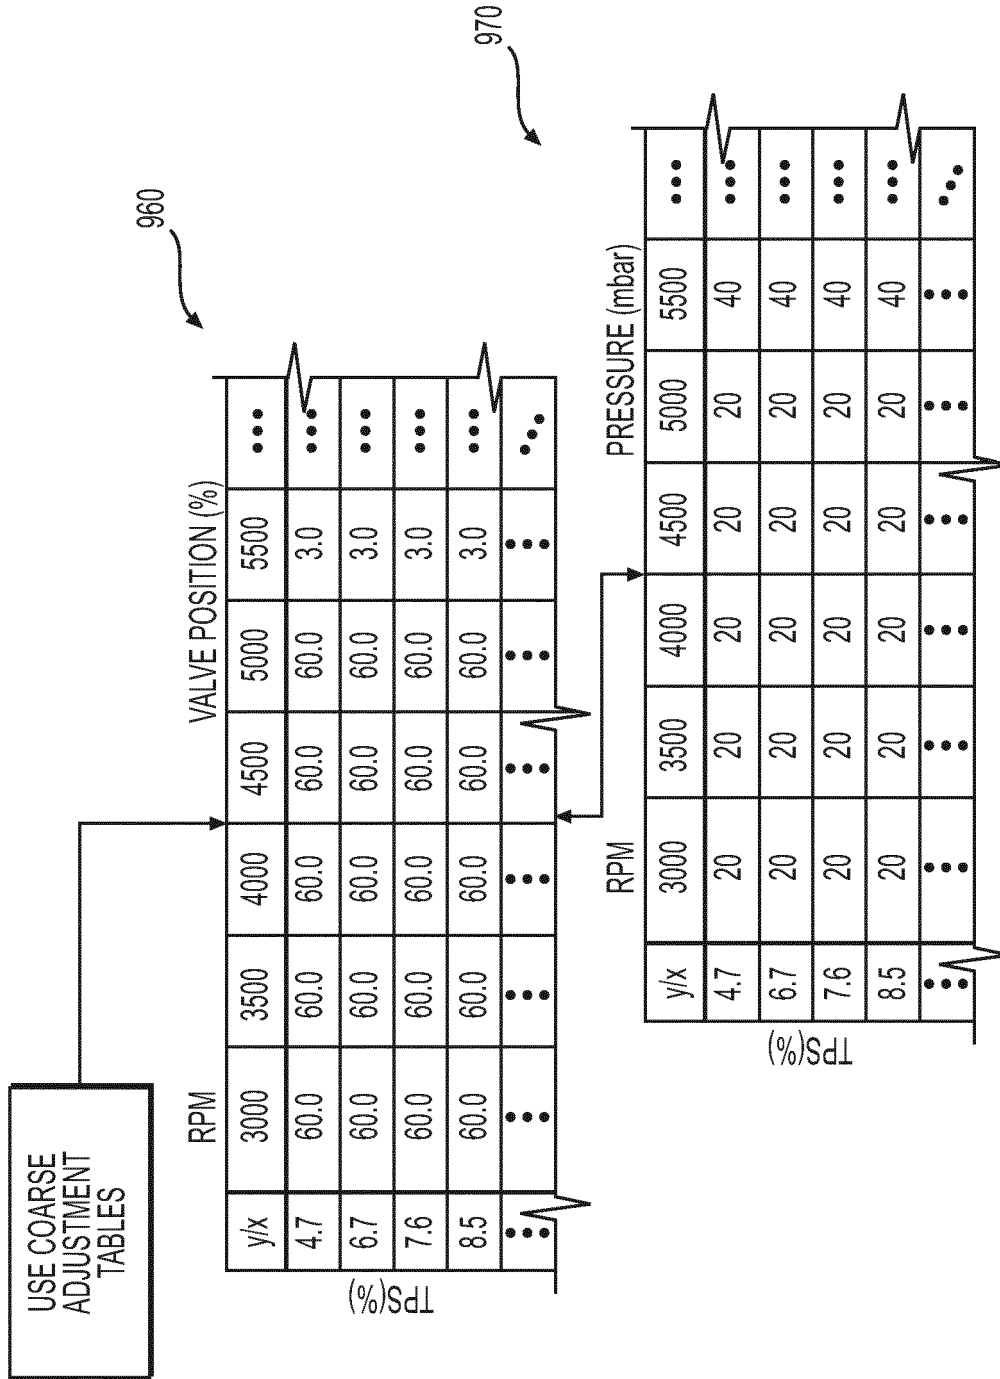 USE COARSE
ADJUSTMENT
TABLES
960
RPM VALVE POSITION (%)
TPS(%)
y/x 3000 3500 4000 4500 5000 5500 •••
4.7 60.0 60.0 60.0 60.0 60.0 3.0 •••
6.7 60.0 60.0 60.0 60.0 60.0 3.0 •••
7.6 60.0 60.0 60.0 60.0 60.0 3.0 •••
8.5 60.0 60.0 60.0 60.0 60.0 3.0 •••
••• ••• ••• ••• ••• ••• ••• •••
970
RPM PRESSURE (mbar)
TPS(%)
y/x 3000 3500 4000 4500 5000 5500 •••
4.7 20 20 20 20 20 40 •••
6.7 20 20 20 20 20 40 •••
7.6 20 20 20 20 20 40 •••
8.5 20 20 20 20 20 40 •••
••• ••• ••• ••• ••• ••• ••• •••